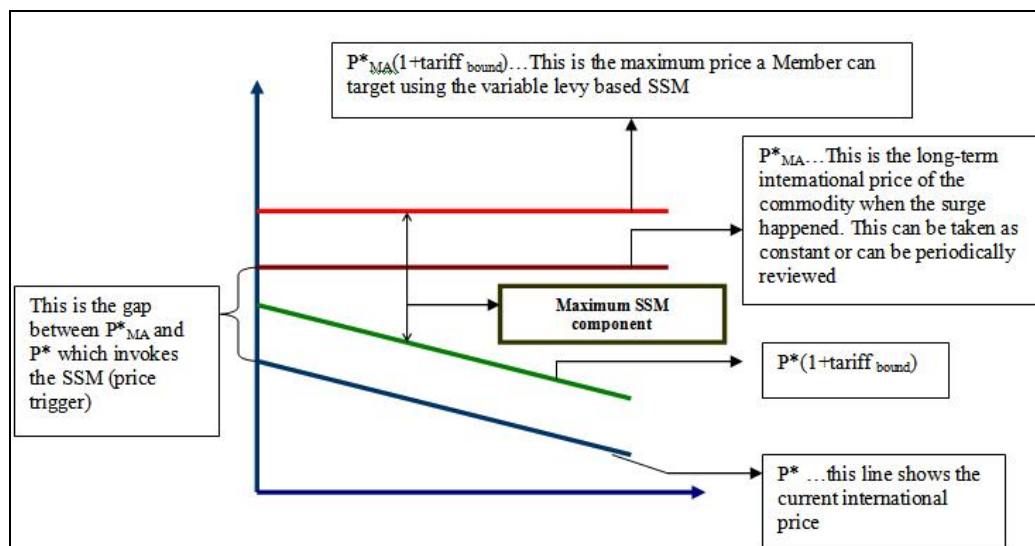 P*MA(1+tariff bound)…This is the maximum price a Member can
target using the variable levy based SSM
P*MA…This is the long-term
international price of the
commodity when the surge
happened. This can be taken as
constant or can be periodically
reviewed
This is the gap
between P*MA and
P* which invokes
the SSM (price
trigger)
Maximum SSM
component
P*(1+tariff bound)
P* …this line shows the
current international
price